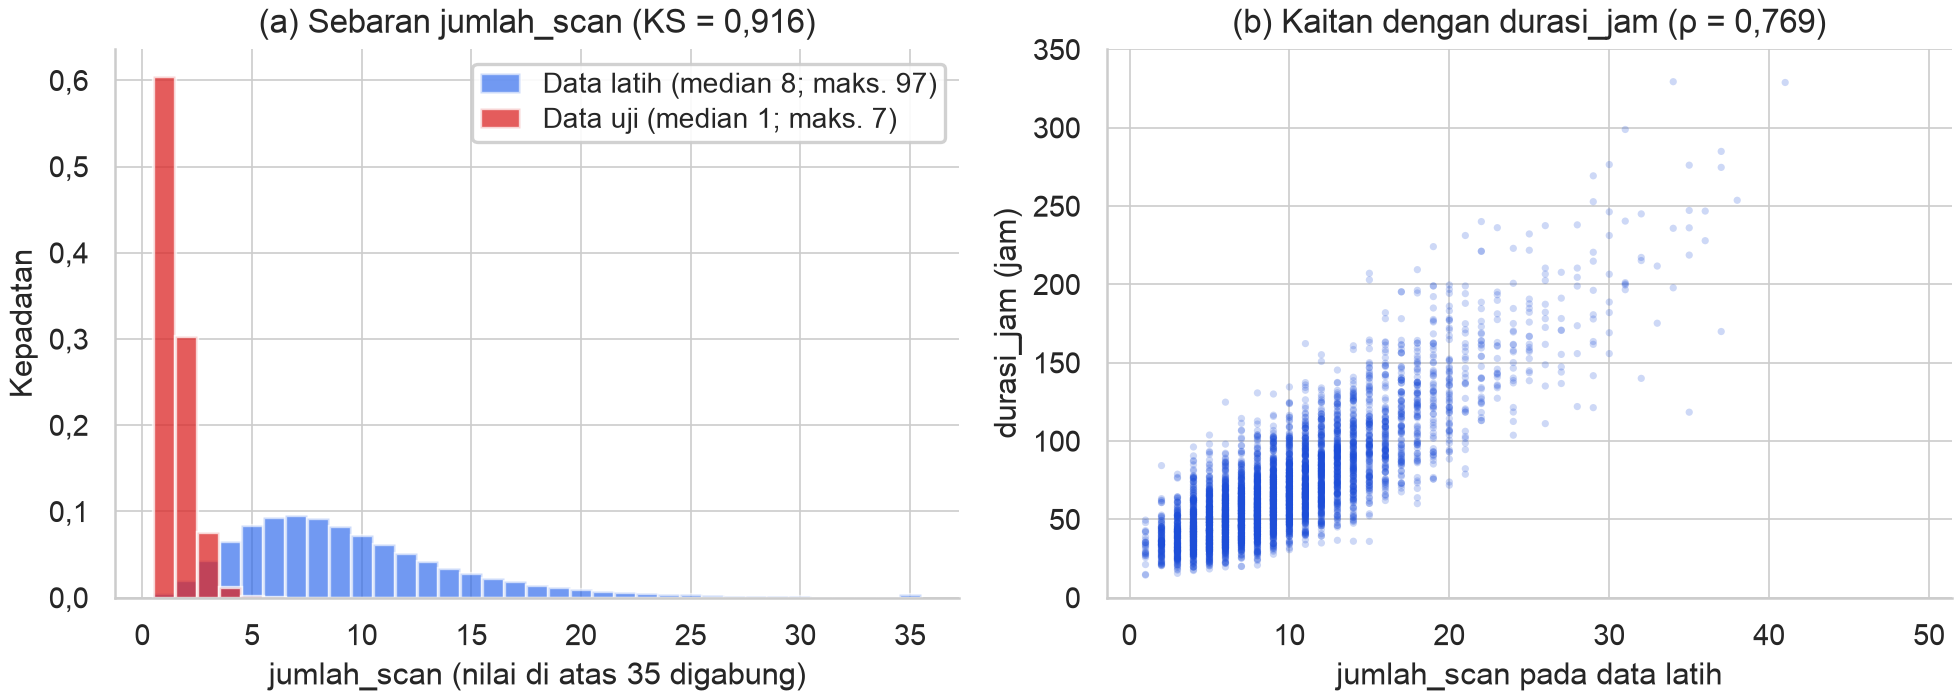 (a) Sebaran jumlah_scan (KS = 0,916)
Data latih (median 8; maks. 97)
Data uji (median 1; maks. 7)
Kepadatan
0,6
0,5
0,4
0,3
0,2
0,1
0,0
0 5 10 15 20 25 30 35
jumlah_scan (nilai di atas 35 digabung)
(b) Kaitan dengan durasi_jam (ρ = 0,769)
durasi_jam (jam)
350
300
250
200
150
100
50
0
0 10 20 30 40 50
jumlah_scan pada data latih